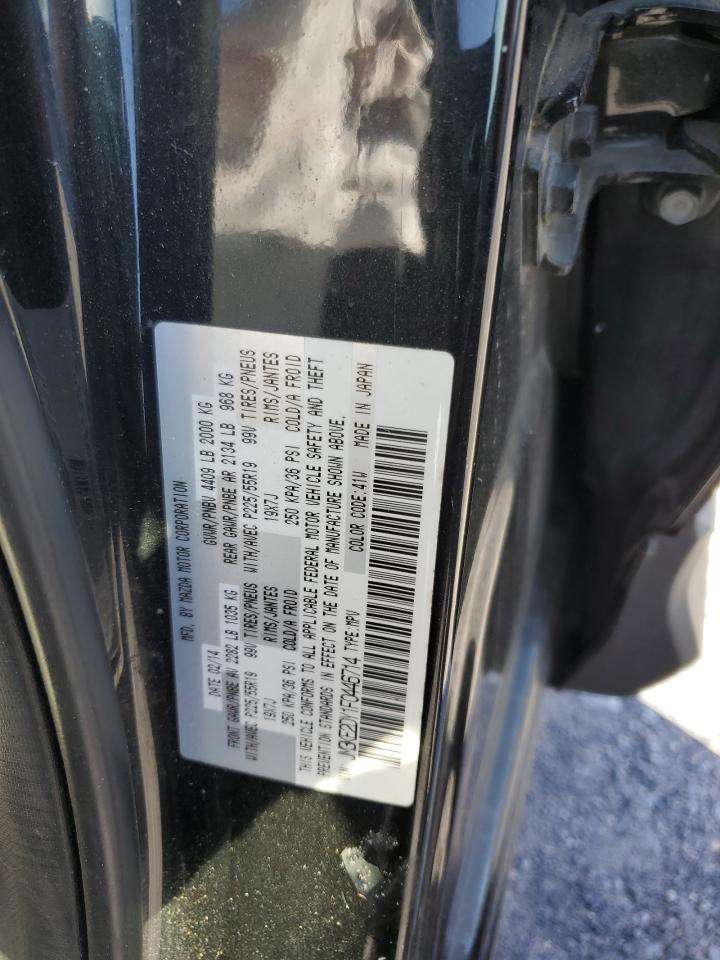 MFD. BY MAZDA MOTOR CORPORATION
DATE 02/14 GVWR/PNBV 4409 LB 2000 KG
FRONT GAWR/PNBE AV 2282 LB 1035 KG REAR GAWR/PNBE AR 2134 LB 968 KG
WITH/AVEC P225/55R19 99V TIRES/PNEUS WITH/AVEC P225/55R19 99V TIRES/PNEUS
19X7J RIMS/JANTES 19X7J RIMS/JANTES
250 KPA/36 PSI COLD/A FROID 250 KPA/36 PSI COLD/A FROID
THIS VEHICLE CONFORMS TO ALL APPLICABLE FEDERAL MOTOR VEHICLE SAFETY AND THEFT
PREVENTION STANDARDS IN EFFECT ON THE DATE OF MANUFACTURE SHOWN ABOVE.
JM3KE2DY1F0446714 TYPE:MPV COLOR CODE:41W MADE IN JAPAN